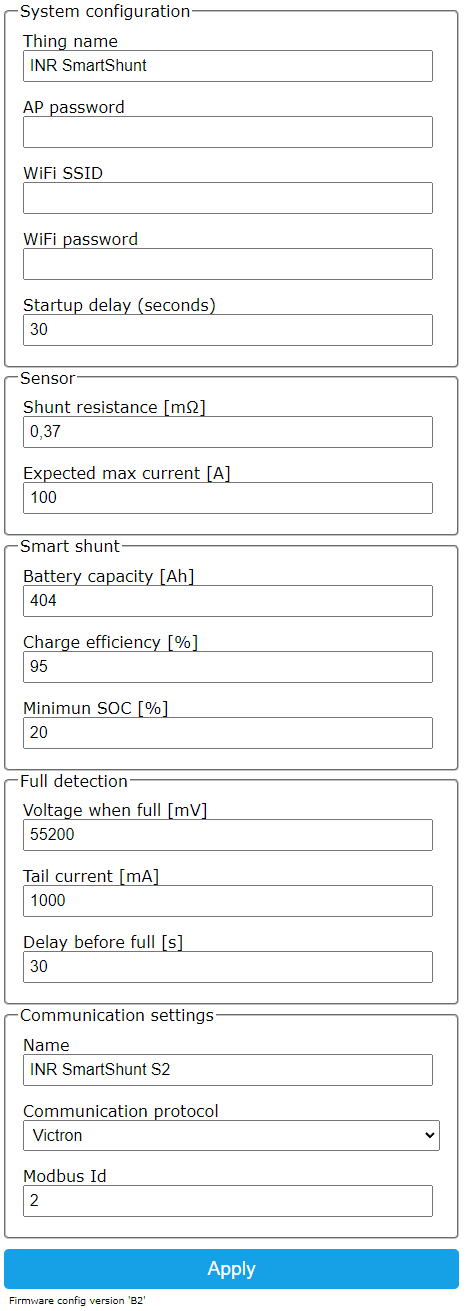 System configuration
Thing name
INR SmartShunt
AP password
WiFi SSID
WiFi password
Startup delay (seconds)
30
Sensor
Shunt resistance [mΩ]
0,37
Expected max current [A]
100
Smart shunt
Battery capacity [Ah]
404
Charge efficiency [%]
95
Minimun SOC [%]
20
Full detection
Voltage when full [mV]
55200
Tail current [mA]
1000
Delay before full [s]
30
Communication settings
Name
INR SmartShunt S2
Communication protocol
Victron
Modbus Id
2
Apply
Firmware config version 'B2'